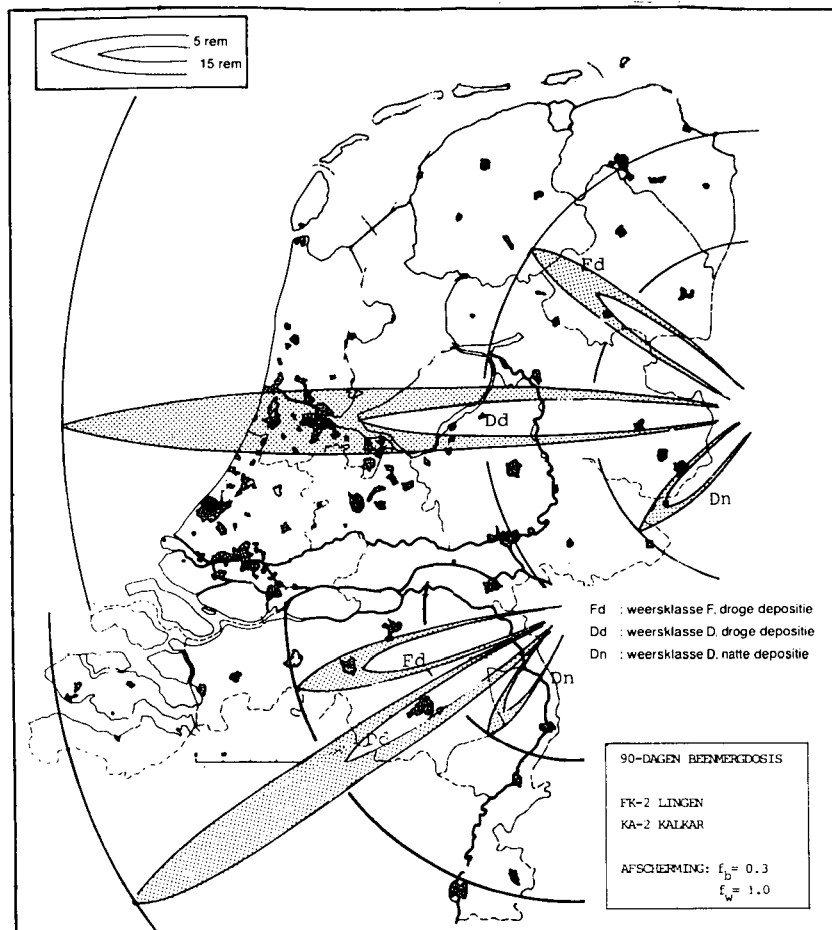 5 rem
15 rem
Fd
Dd
Dn
Fd : weersklasse F, droge depositie
Dd : weersklasse D, droge depositie
Dn : weersklasse D, natte depositie
Fd
Dn
90-DAGEN BEENMERGDOSIS
FK-2 LINGEN
KA-2 KALKAR
AFSCHERMING: f_b= 0.3
f_w= 1.0